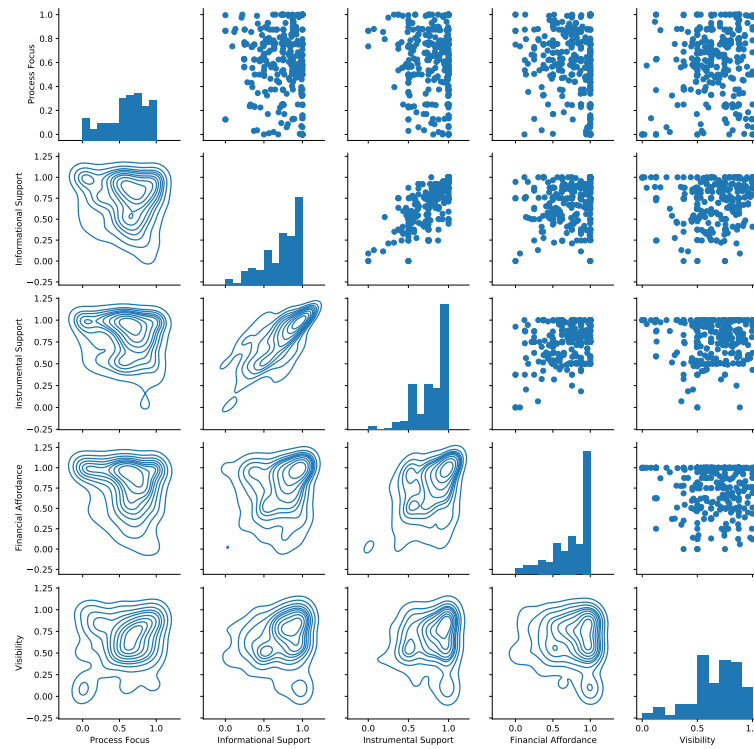 Process Focus
1.0
0.8
0.6
0.4
0.2
0.0
Informational Support
1.25
1.00
0.75
0.50
0.25
0.00
−0.25
Instrumental Support
1.25
1.00
0.75
0.50
0.25
0.00
−0.25
Financial Affordance
1.25
1.00
0.75
0.50
0.25
0.00
−0.25
Visibility
1.25
1.00
0.75
0.50
0.25
0.00
−0.25
0.0 0.5 1.0
Process Focus
0.0 0.5 1.0
Informational Support
0.0 0.5 1.0
Instrumental Support
0.0 0.5 1.0
Financial Affordance
0.0 0.5 1.0
Visibility